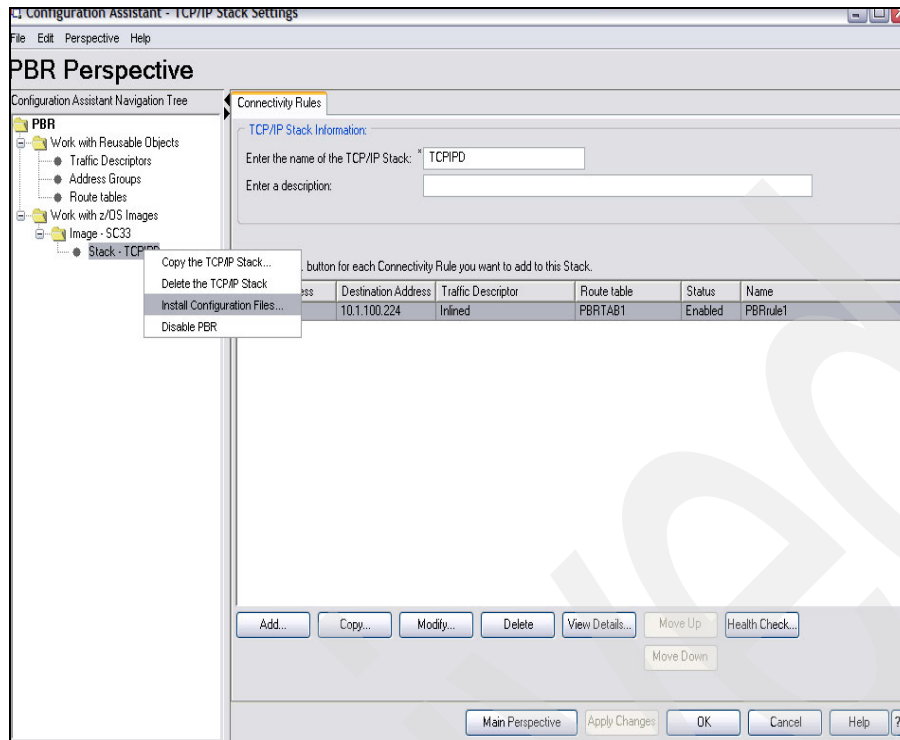 Configuration Assistant - TCP/IP Stack Settings
File Edit Perspective Help
PBR Perspective
Configuration Assistant Navigation Tree
PBR
Work with Reusable Objects
Traffic Descriptors
Address Groups
Route tables
Work with z/OS Images
Image - SC33
Stack - TCPIPD
Copy the TCP/IP Stack...
Delete the TCP/IP Stack
Install Configuration Files...
Disable PBR
Connectivity Rules
TCP/IP Stack Information:
Enter the name of the TCP/IP Stack: * TCPIPD
Enter a description:
button for each Connectivity Rule you want to add to this Stack.
Destination Address Traffic Descriptor Route table Status Name
10.1.100.224 Inlined PBRTAB1 Enabled PBRrule1
Add... Copy... Modify... Delete View Details... Move Up Health Check...
Move Down
Main Perspective Apply Changes OK Cancel Help ?